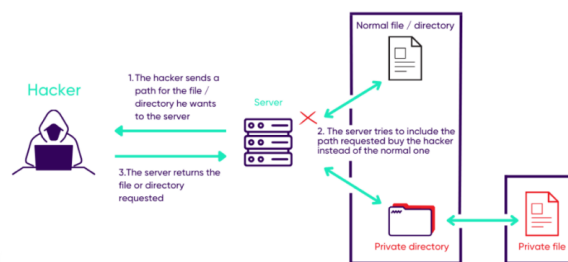 Normal file / directory
1.The hacker sends a
path for the file /
directory he wants
to the server
Hacker
Server
2. The server tries to include the
path requested buy the hacker
instead of the normal one
3.The server returns the
file or directory
requested
Private directory
Private file